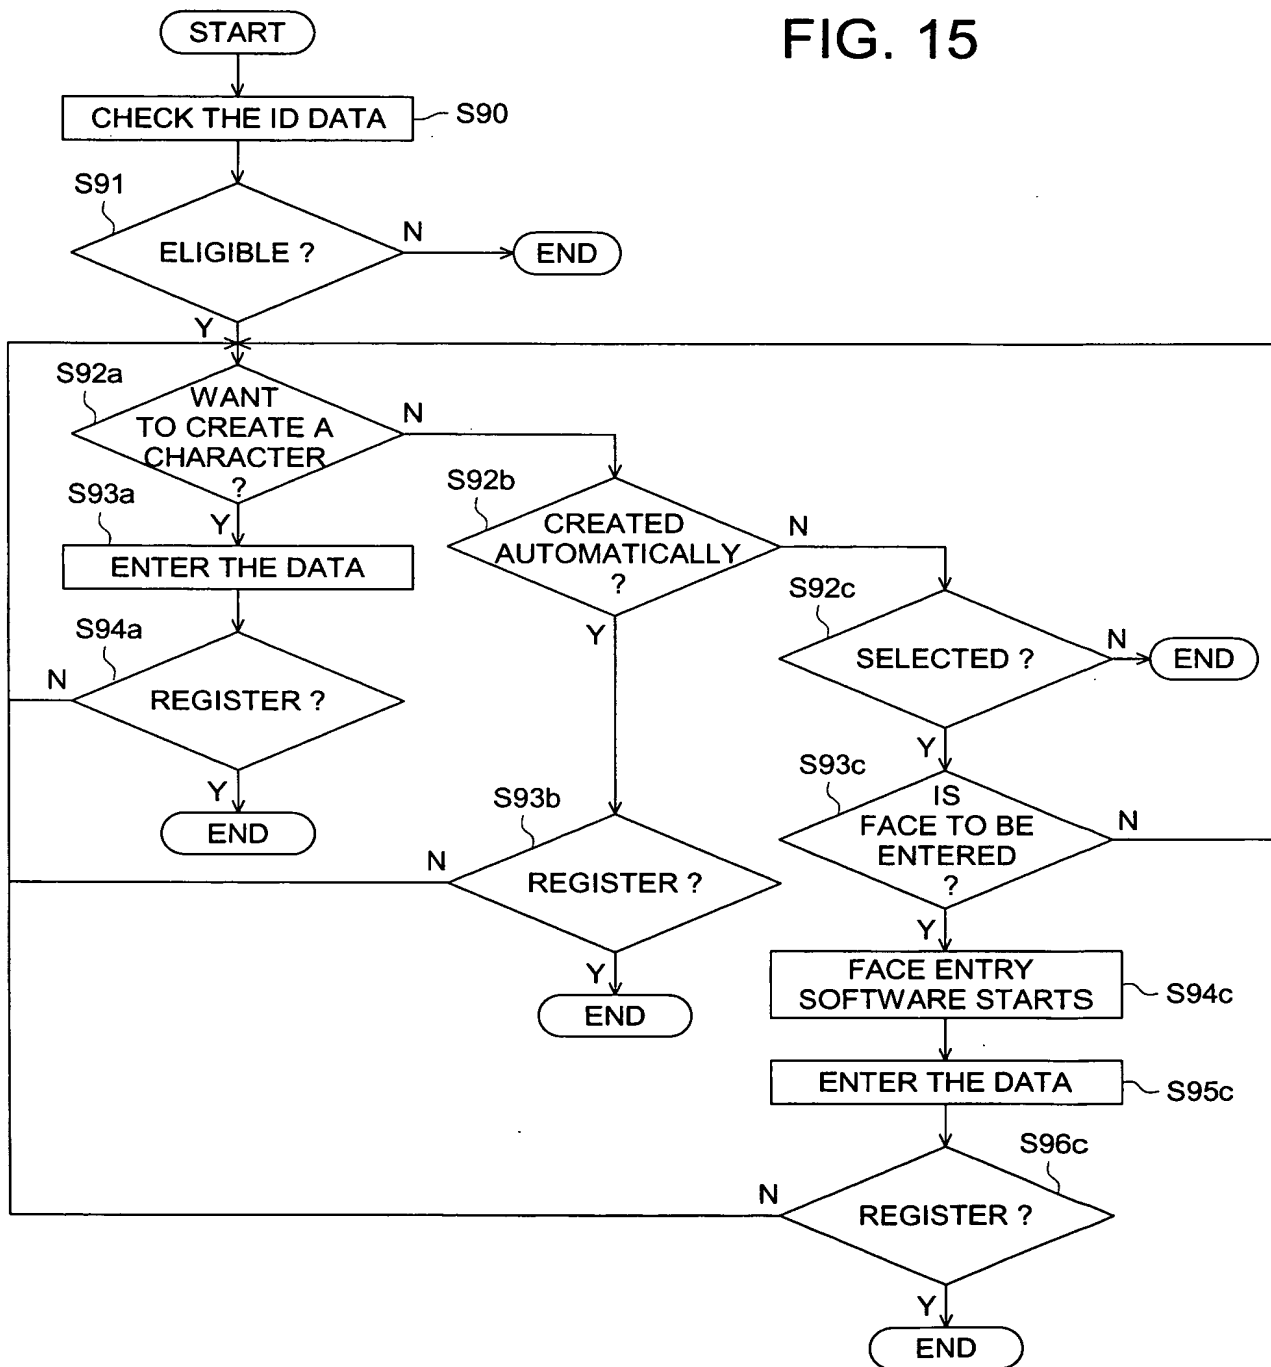 FIG. 15
START
CHECK THE ID DATA
S90
S91
ELIGIBLE ?
N
END
Y
S92a
WANT
TO CREATE A
CHARACTER
?
N
Y
S93a
ENTER THE DATA
S94a
REGISTER ?
N
Y
END
S92b
CREATED
AUTOMATICALLY
?
N
Y
S93b
REGISTER ?
N
Y
END
S92c
SELECTED ?
N
END
Y
S93c
IS
FACE TO BE
ENTERED
?
N
Y
FACE ENTRY
SOFTWARE STARTS
S94c
ENTER THE DATA
S95c
S96c
REGISTER ?
N
Y
END